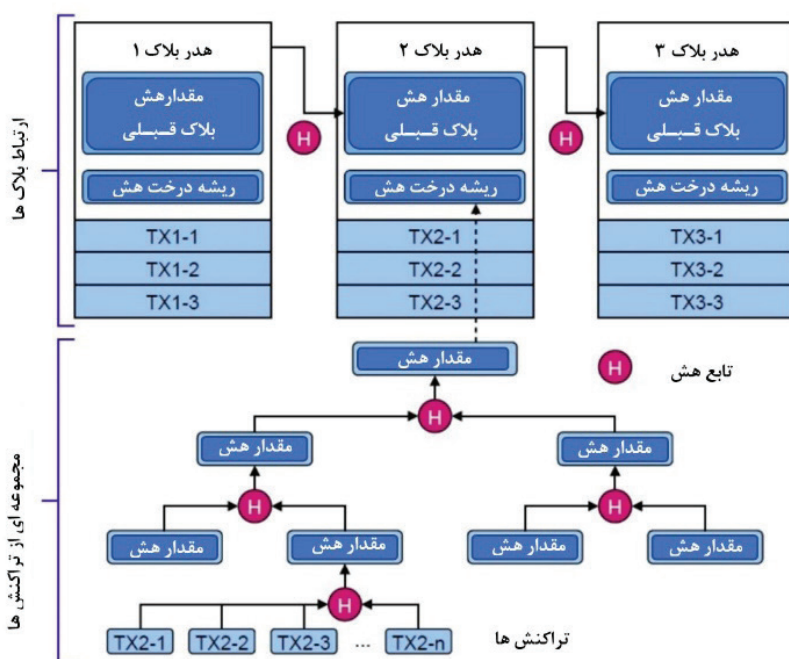 هدر بلاک ۱
هدر بلاک ۲
هدر بلاک ۳
مقدارهش
بلاک قبـــلی
H
مقدار هش
بلاک قبـــلی
H
مقدار هش
بلاک قبـــلی
ریشه درخت هش
ریشه درخت هش
ریشه درخت هش
TX1-1
TX2-1
TX3-1
TX1-2
TX2-2
TX3-2
TX1-3
TX2-3
TX3-3
ارتباط بلاک ها
مقدار هش
H
تابع هش
H
مقدار هش
مقدار هش
H
H
مقدار هش
مقدار هش
مقدار هش
مقدار هش
H
TX2-1
TX2-2
TX2-3
...
TX2-n
تراکنش ها
مجموعه ای از تراکنش ها